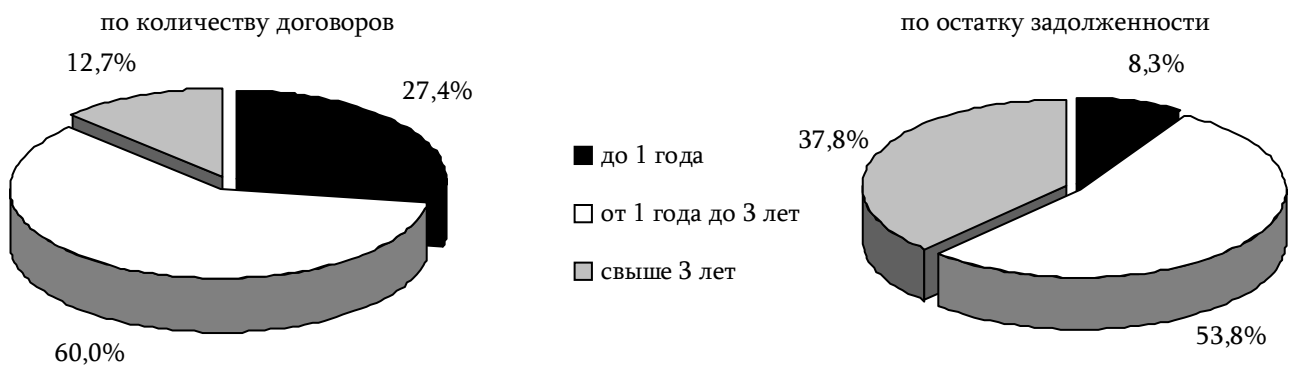 по количеству договоров
12,7%
27,4%
60,0%
до 1 года
от 1 года до 3 лет
свыше 3 лет
по остатку задолженности
8,3%
37,8%
53,8%